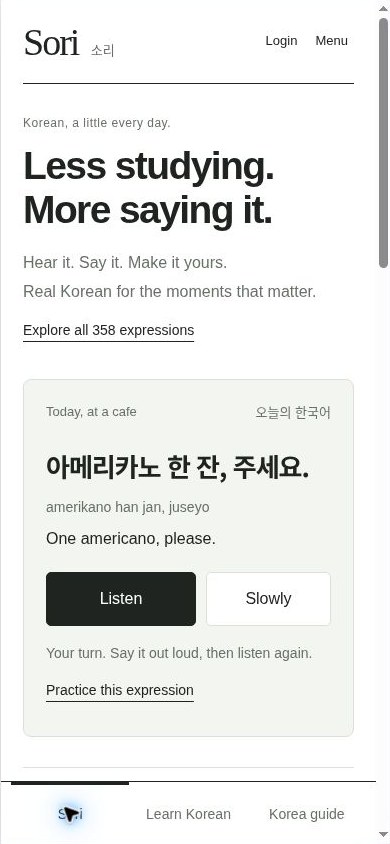 Sori 소리
Login Menu
Korean, a little every day.
Less studying.
More saying it.
Hear it. Say it. Make it yours.
Real Korean for the moments that matter.
Explore all 358 expressions
Today, at a cafe 오늘의 한국어
아메리카노 한 잔, 주세요.
amerikano han jan, juseyo
One americano, please.
Listen Slowly
Your turn. Say it out loud, then listen again.
Practice this expression
Sori Learn Korean Korea guide